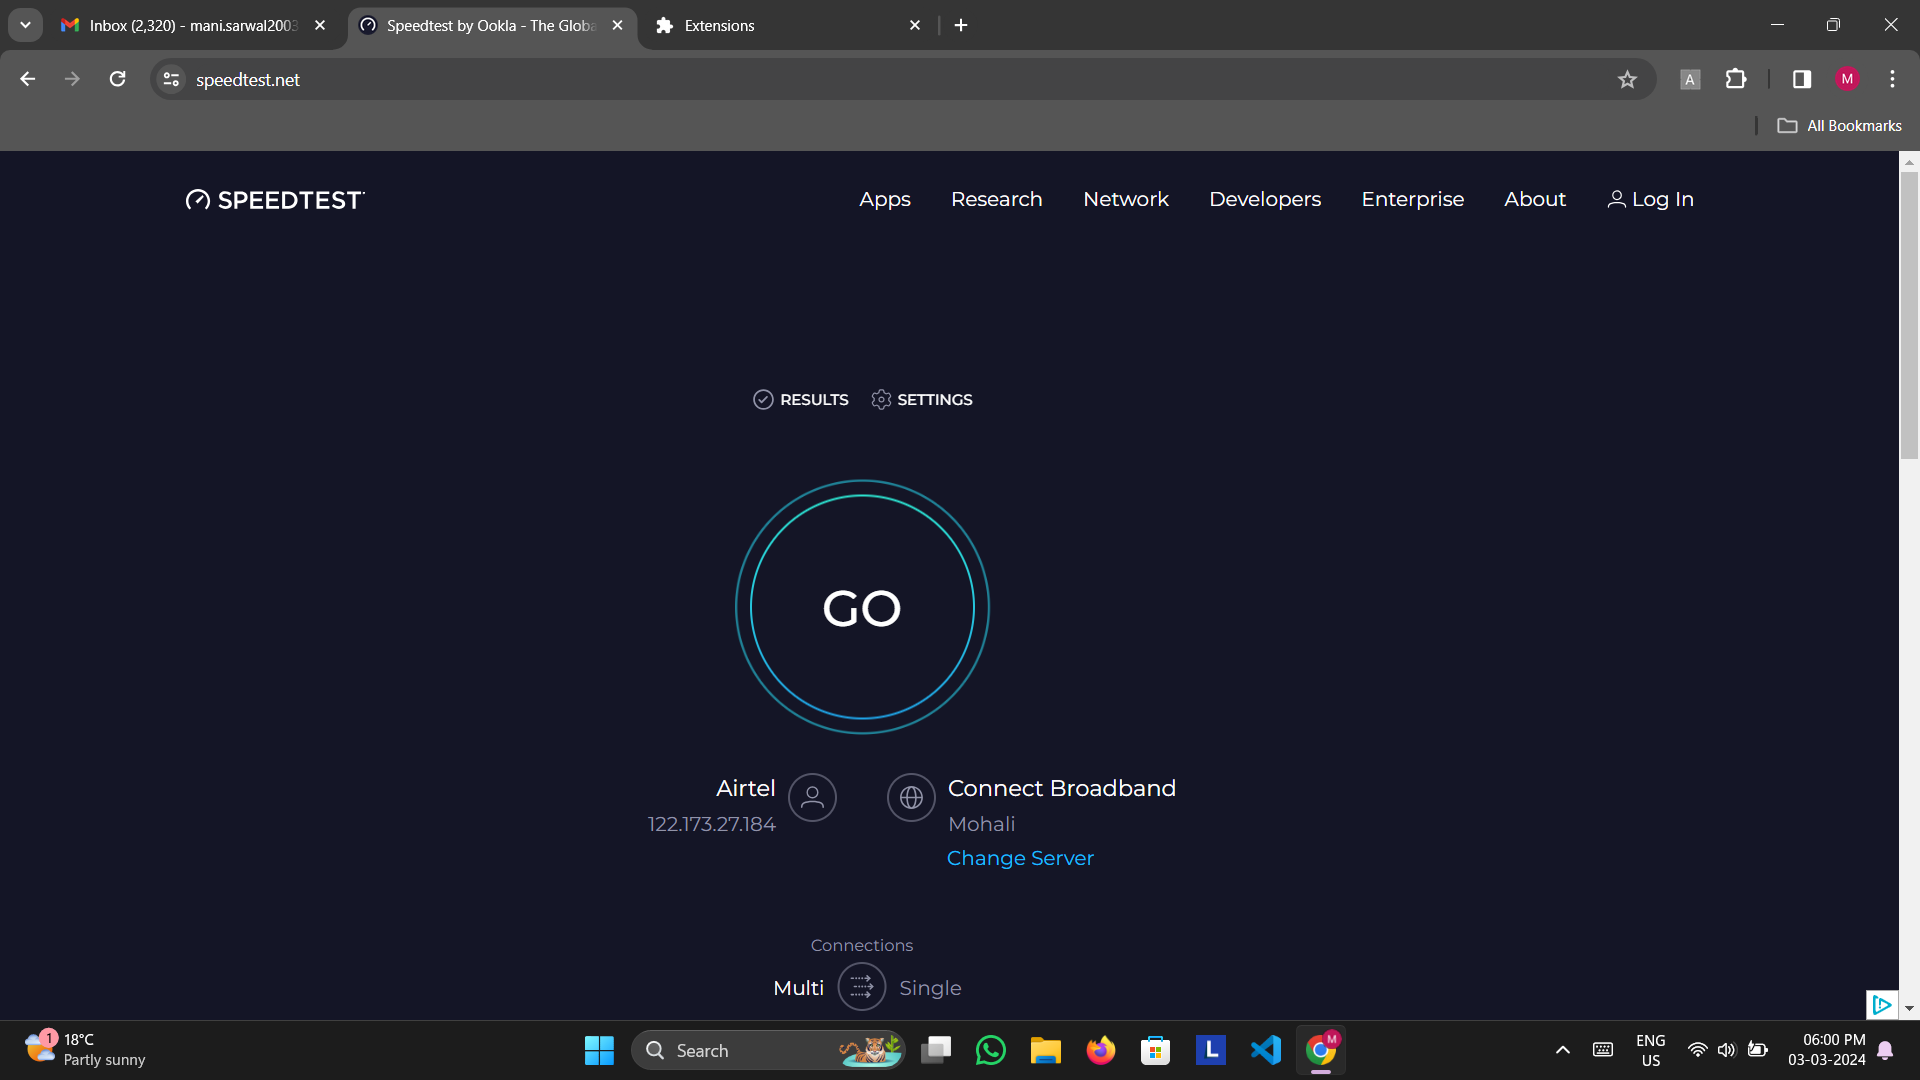 Inbox (2,320) - mani.sarwal2003
Speedtest by Ookla - The Globa
Extensions
speedtest.net
A
M
All Bookmarks
SPEEDTEST
Apps
Research
Network
Developers
Enterprise
About
Log In
RESULTS
SETTINGS
GO
Airtel
122.173.27.184
Connect Broadband
Mohali
Change Server
Connections
Multi
Single
1
18°C
Partly sunny
Search
L
M
ENG
US
06:00 PM
03-03-2024